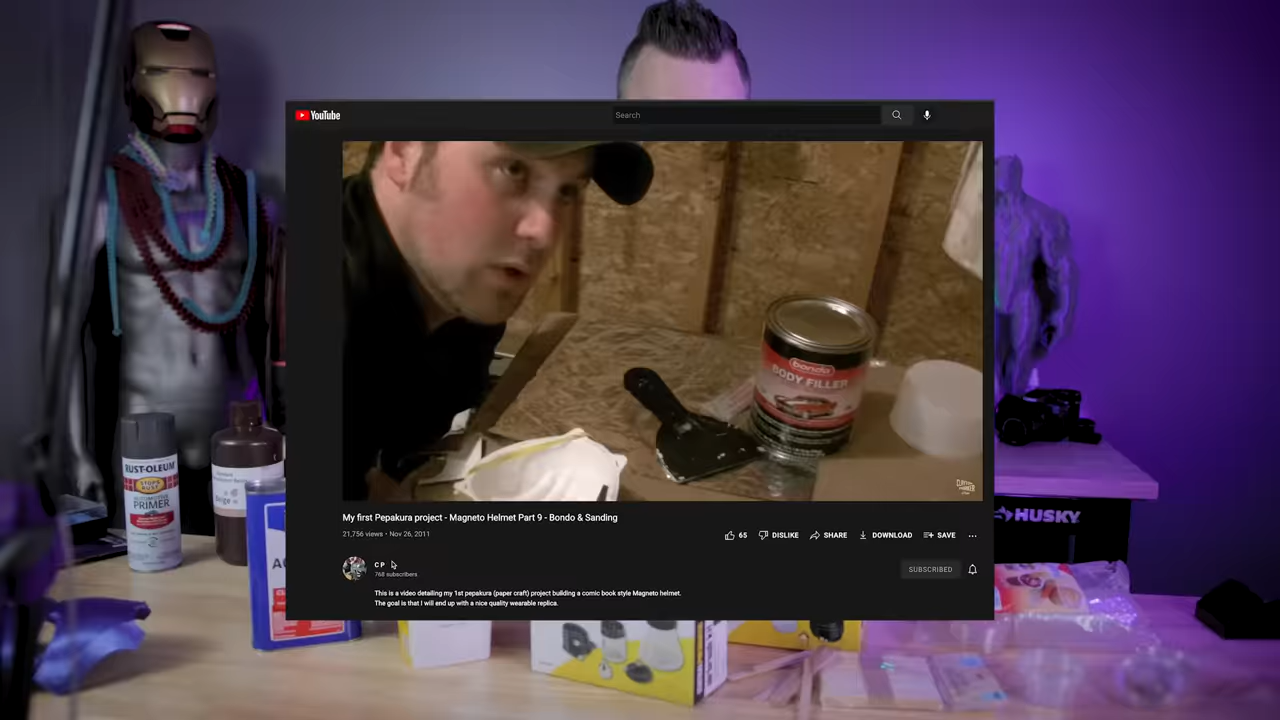 YouTube
Search
bondo
BODY FILLER
My first Pepakura project - Magneto Helmet Part 9 - Bondo & Sanding
21,756 views • Nov 26, 2011
65
DISLIKE
SHARE
DOWNLOAD
SAVE
C P
768 subscribers
SUBSCRIBED
This is a video detailing my 1st pepakura (paper craft) project building a comic book style Magneto helmet.
The goal is that I will end up with a nice quality wearable replica.
RUST-OLEUM
STOPS
RUST
AUTOMOTIVE
PRIMER
Beige
AC
HUSKY